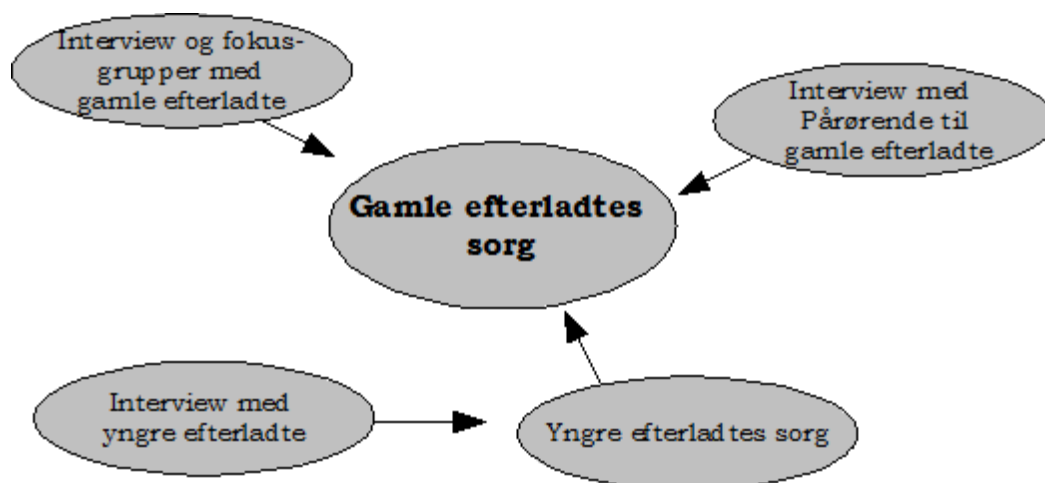 Interview og fokus-
grupper med
gamle efterladte
Interview med
Pårørende til
gamle efterladte
Gamle efterladtes
sorg
Interview med
yngre efterladte
Yngre efterladtes sorg